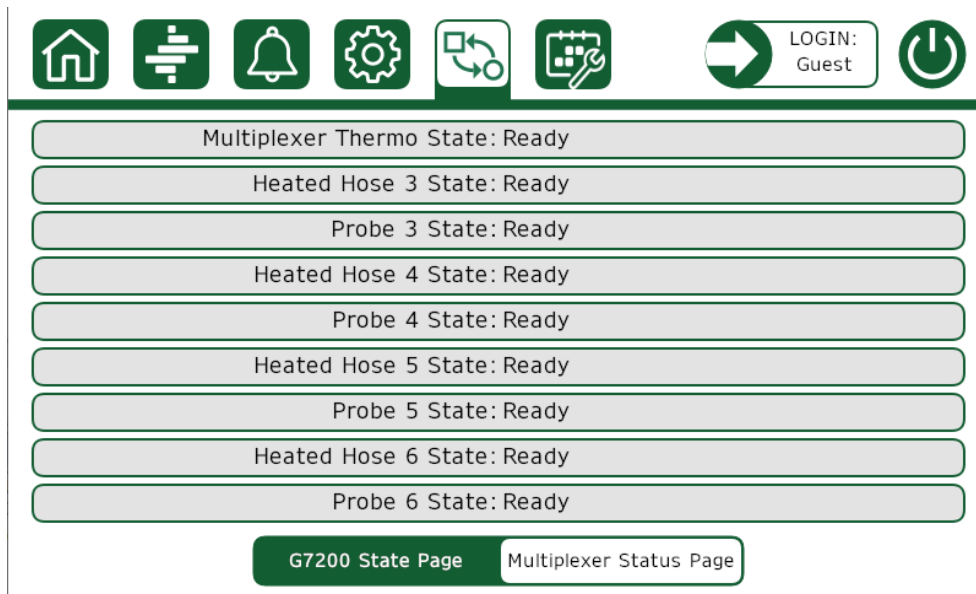 LOGIN:
Guest
Multiplexer Thermo State: Ready
Heated Hose 3 State: Ready
Probe 3 State: Ready
Heated Hose 4 State: Ready
Probe 4 State: Ready
Heated Hose 5 State: Ready
Probe 5 State: Ready
Heated Hose 6 State: Ready
Probe 6 State: Ready
G7200 State Page Multiplexer Status Page